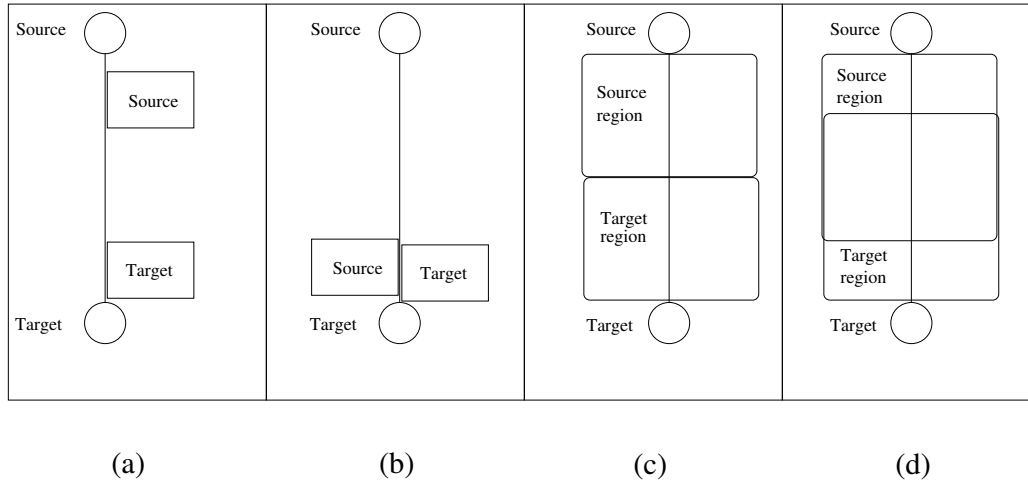 Source
Source
Target
Target
(a)
Source
Source
Target
Target
(b)
Source
Source
region
Target
region
Target
(c)
Source
Source
region
Target
region
Target
(d)